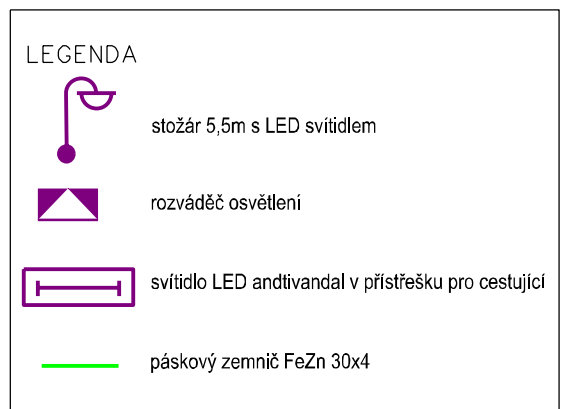 LEGENDA
stožár 5,5m s LED svítidlem
rozváděč osvětlení
svítidlo LED andtivandal v přístřešku pro cestující
páskový zemnič FeZn 30x4